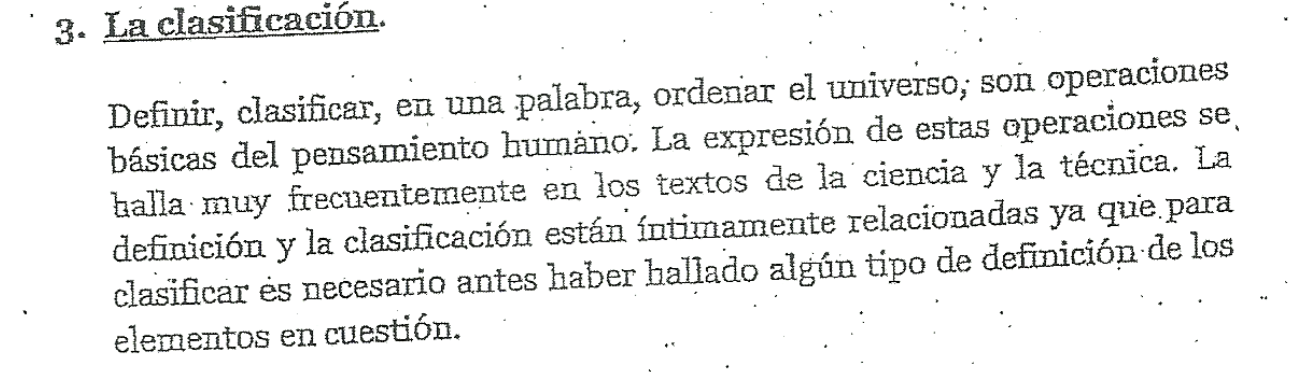 3. La clasificación.
Definir, clasificar, en una palabra, ordenar el universo, son operaciones
básicas del pensamiento humano. La expresión de estas operaciones se
halla muy frecuentemente en los textos de la ciencia y la técnica. La
definición y la clasificación están íntimamente relacionadas ya que para
clasificar es necesario antes haber hallado algún tipo de definición de los
elementos en cuestión.